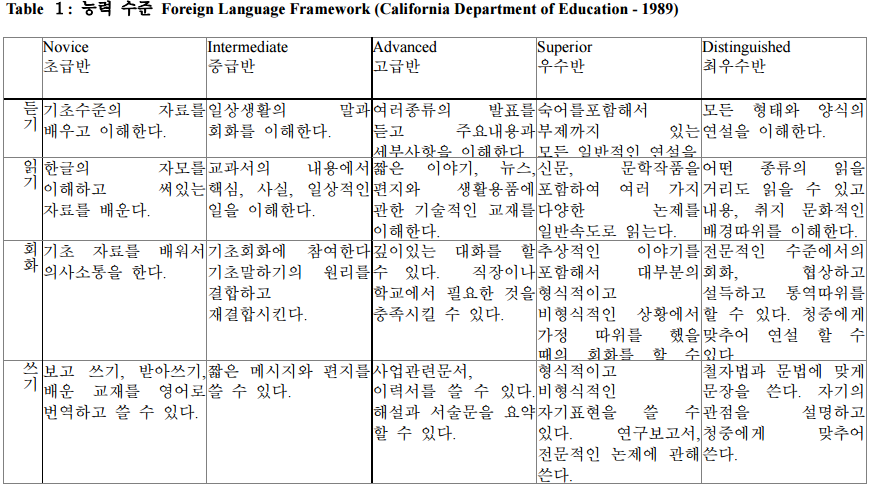 Table 1: 능력 수준 Foreign Language Framework (California Department of Education - 1989)
Novice
초급반
Intermediate
중급반
Advanced
고급반
Superior
우수반
Distinguished
최우수반
듣
기
기초수준의 자료를
배우고 이해한다.
일상생활의 말과
회화를 이해한다.
여러종류의 발표를
듣고 주요내용과
세부사항을 이해한다.
숙어를포함해서
부제까지 있는
모든 일반적인 연설을
모든 형태와 양식의
연설을 이해한다.
읽
기
한글의 자모를
이해하고 써있는
자료를 배운다.
교과서의 내용에서
핵심, 사실, 일상적인
일을 이해한다.
짧은 이야기, 뉴스,
편지와 생활용품에
관한 기술적인 교재를
이해한다.
신문, 문학작품을
포함하여 여러 가지
다양한 논제를
일반속도로 읽는다.
어떤 종류의 읽을
거리도 읽을 수 있고
내용, 취지 문화적인
배경따위를 이해한다.
회
화
기초 자료를 배워서
의사소통을 한다.
기초회화에 참여한다
기초말하기의 원리를
결합하고
재결합시킨다.
깊이있는 대화를 할
수 있다. 직장이나
학교에서 필요한 것을
충족시킬 수 있다.
추상적인 이야기를
포함해서 대부분의
형식적이고
비형식적인 상황에서
가정 따위를 했을
때의 회화를 할 수
전문적인 수준에서의
회화, 협상하고
설득하고 통역따위를
할 수 있다. 청중에게
맞추어 연설 할 수
있다
쓰
기
보고 쓰기, 받아쓰기,
배운 교재를 영어로
번역하고 쓸 수 있다.
짧은 메시지와 편지를
쓸 수 있다.
사업관련문서,
이력서를 쓸 수 있다.
해설과 서술문을 요약
할 수 있다.
형식적이고
비형식적인
자기표현을 쓸 수
있다. 연구보고서,
전문적인 논제에 관해
쓴다.
철자법과 문법에 맞게
문장을 쓴다. 자기의
관점을 설명하고
청중에게 맞추어
쓴다.